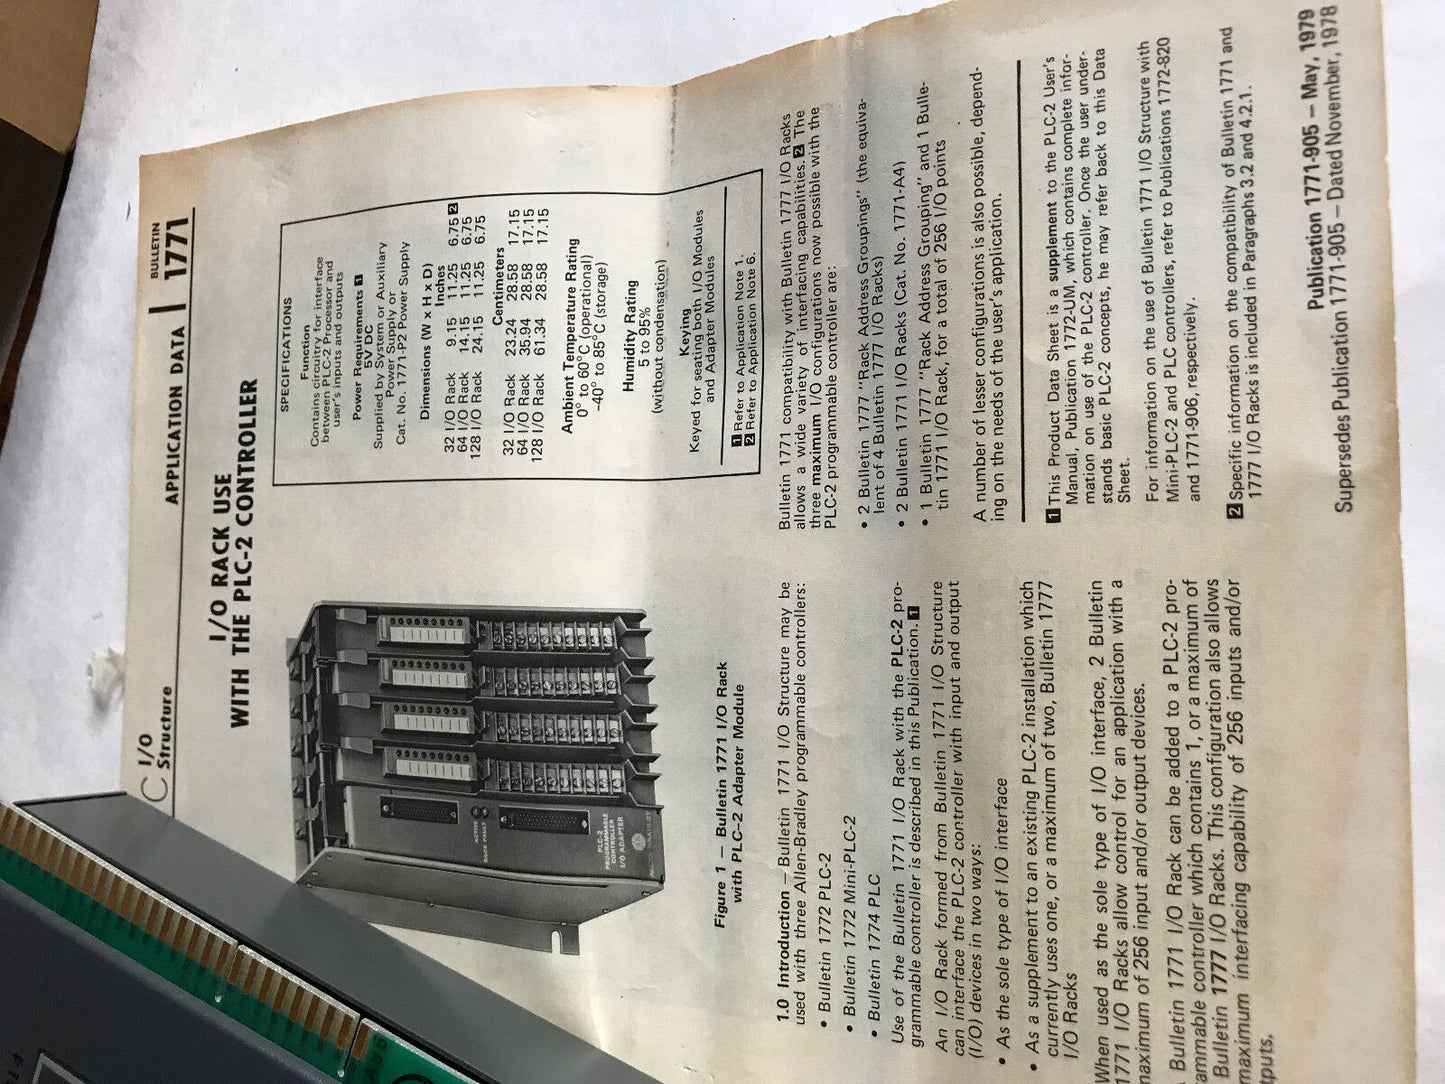 I/O
Structure
APPLICATION DATA
BULLETIN
1771
I/O RACK USE
WITH THE PLC-2 CONTROLLER
ACTIVE
RACK FAULT
PLC-2
PROGRAMMABLE
CONTROLLER
I/O ADAPTER
Figure 1 – Bulletin 1771 I/O Rack
with PLC–2 Adapter Module
SPECIFICATIONS
Function
Contains circuitry for interface
between PLC-2 Processor and
user's inputs and outputs
Power Requirements 1
5V DC
Supplied by System or Auxiliary
Power Supply or
Cat. No. 1771-P2 Power Supply
Dimensions (W x H x D)
Inches
32 I/O Rack 9.15 11.25 6.75 2
64 I/O Rack 14.15 11.25 6.75
128 I/O Rack 24.15 11.25 6.75
Centimeters
32 I/O Rack 23.24 28.58 17.15
64 I/O Rack 35.94 28.58 17.15
128 I/O Rack 61.34 28.58 17.15
Ambient Temperature Rating
0° to 60°C (operational)
-40° to 85°C (storage)
Humidity Rating
5 to 95%
(without condensation)
Keying
Keyed for seating both I/O Modules
and Adapter Modules
1 Refer to Application Note 1.
2 Refer to Application Note 6.
1.0 Introduction – Bulletin 1771 I/O Structure may be
used with three Allen-Bradley programmable controllers:
• Bulletin 1772 PLC-2
• Bulletin 1772 Mini-PLC-2
• Bulletin 1774 PLC
Use of the Bulletin 1771 I/O Rack with the PLC-2 pro-
grammable controller is described in this Publication. 1
An I/O Rack formed from Bulletin 1771 I/O Structure
can interface the PLC-2 controller with input and output
(I/O) devices in two ways:
• As the sole type of I/O interface
• As a supplement to an existing PLC-2 installation which
currently uses one, or a maximum of two, Bulletin 1777
I/O Racks
When used as the sole type of I/O interface, 2 Bulletin
1771 I/O Racks allow control for an application with a
maximum of 256 input and/or output devices.
Bulletin 1771 I/O Rack can be added to a PLC-2 pro-
ammable controller which contains 1, or a maximum of
Bulletin 1777 I/O Racks. This configuration also allows
maximum interfacing capability of 256 inputs and/or
tputs.
Bulletin 1771 compatibility with Bulletin 1777 I/O Racks
allows a wide variety of interfacing capabilities. 2 The
three maximum I/O configurations now possible with the
PLC-2 programmable controller are:
• 2 Bulletin 1777 "Rack Address Groupings" (the equiva-
lent of 4 Bulletin 1777 I/O Racks)
• 2 Bulletin 1771 I/O Racks (Cat. No. 1771-A4)
• 1 Bulletin 1777 "Rack Address Grouping" and 1 Bulle-
tin 1771 I/O Rack, for a total of 256 I/O points
A number of lesser configurations is also possible, depend-
ing on the needs of the user's application.
1 This Product Data Sheet is a supplement to the PLC-2 User's
Manual, Publication 1772-UM, which contains complete infor-
mation on use of the PLC-2 controller. Once the user under-
stands basic PLC-2 concepts, he may refer back to this Data
Sheet.
For information on the use of Bulletin 1771 I/O Structure with
Mini-PLC-2 and PLC controllers, refer to Publications 1772-820
and 1771-906, respectively.
2 Specific information on the compatibility of Bulletin 1771 and
1777 I/O Racks is included in Paragraphs 3.2 and 4.2.1.
Publication 1771-905 – May, 1979
Supersedes Publication 1771-905 – Dated November, 1978